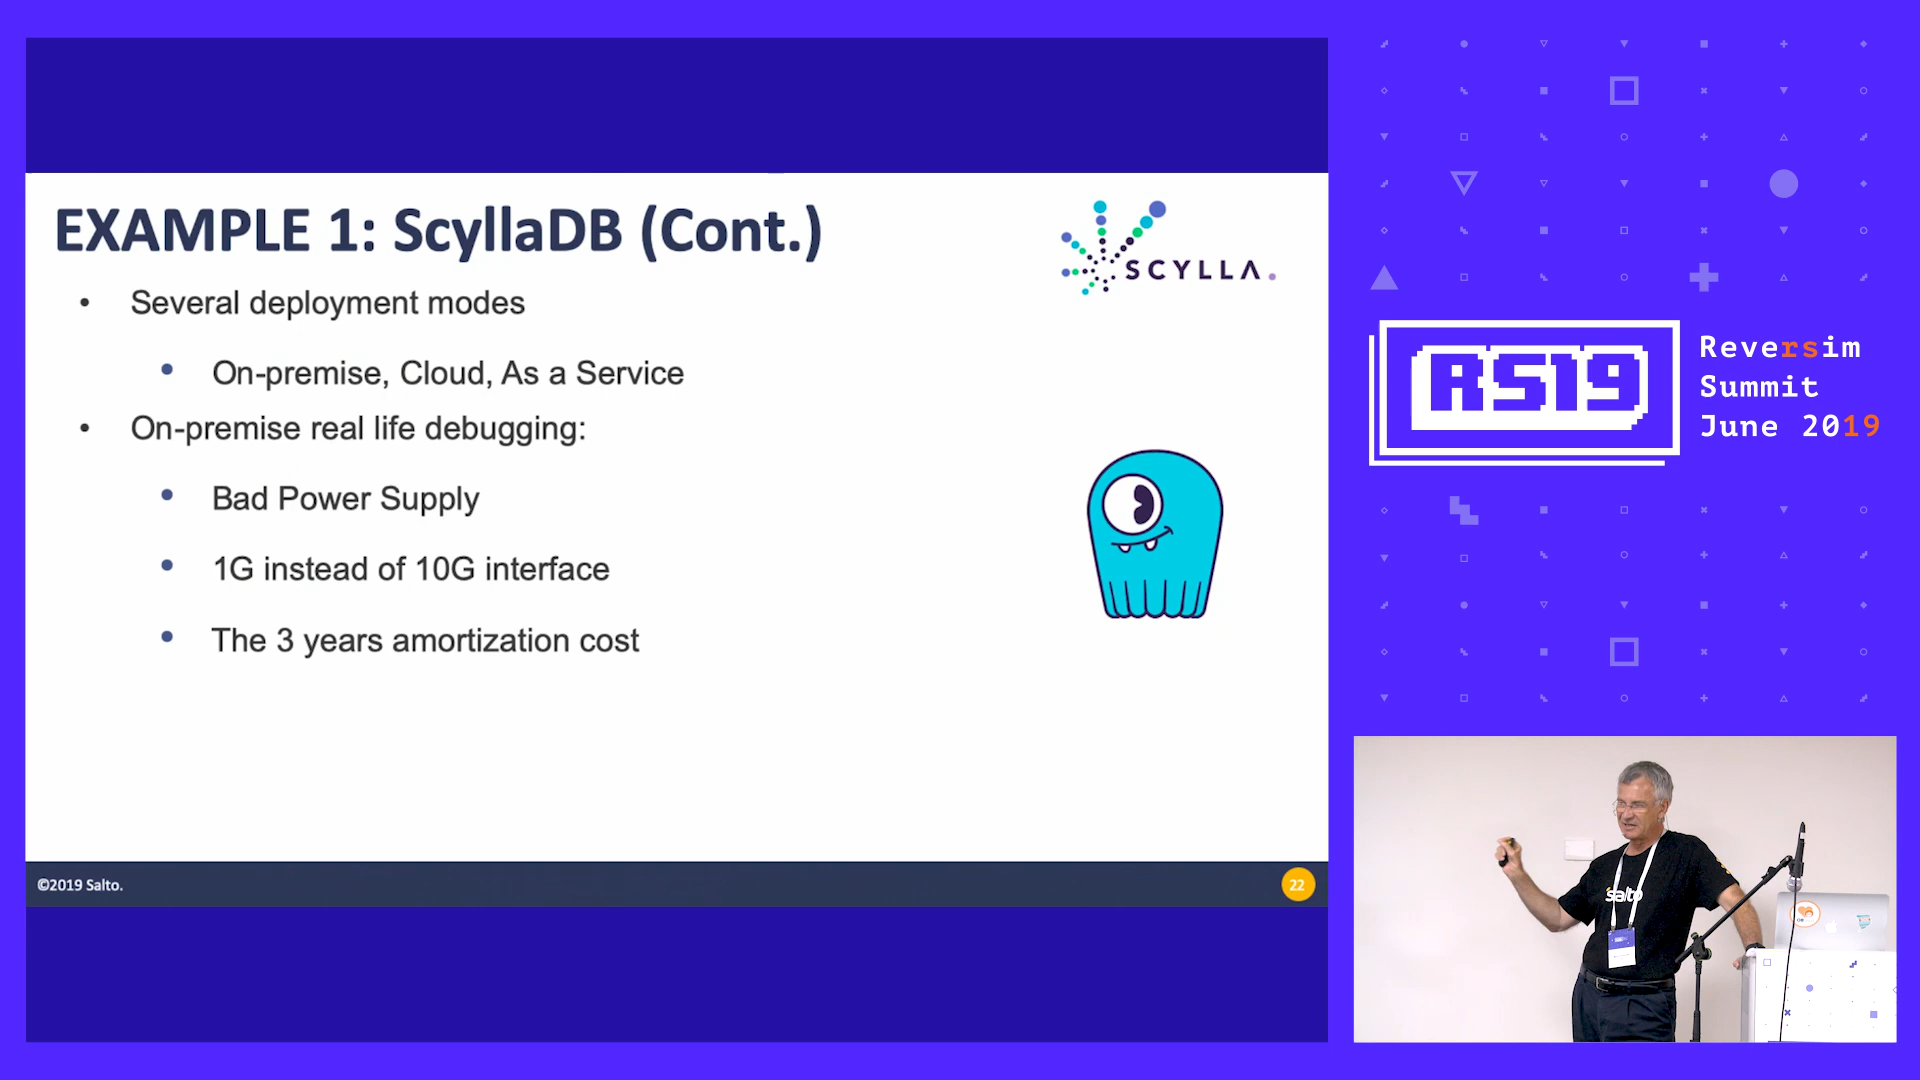 EXAMPLE 1: ScyllaDB (Cont.)
SCYLLA.
• Several deployment modes
• On-premise, Cloud, As a Service
• On-premise real life debugging:
• Bad Power Supply
• 1G instead of 10G interface
• The 3 years amortization cost
©2019 Salto.
22
RS19
Reversim
Summit
June 2019
salto